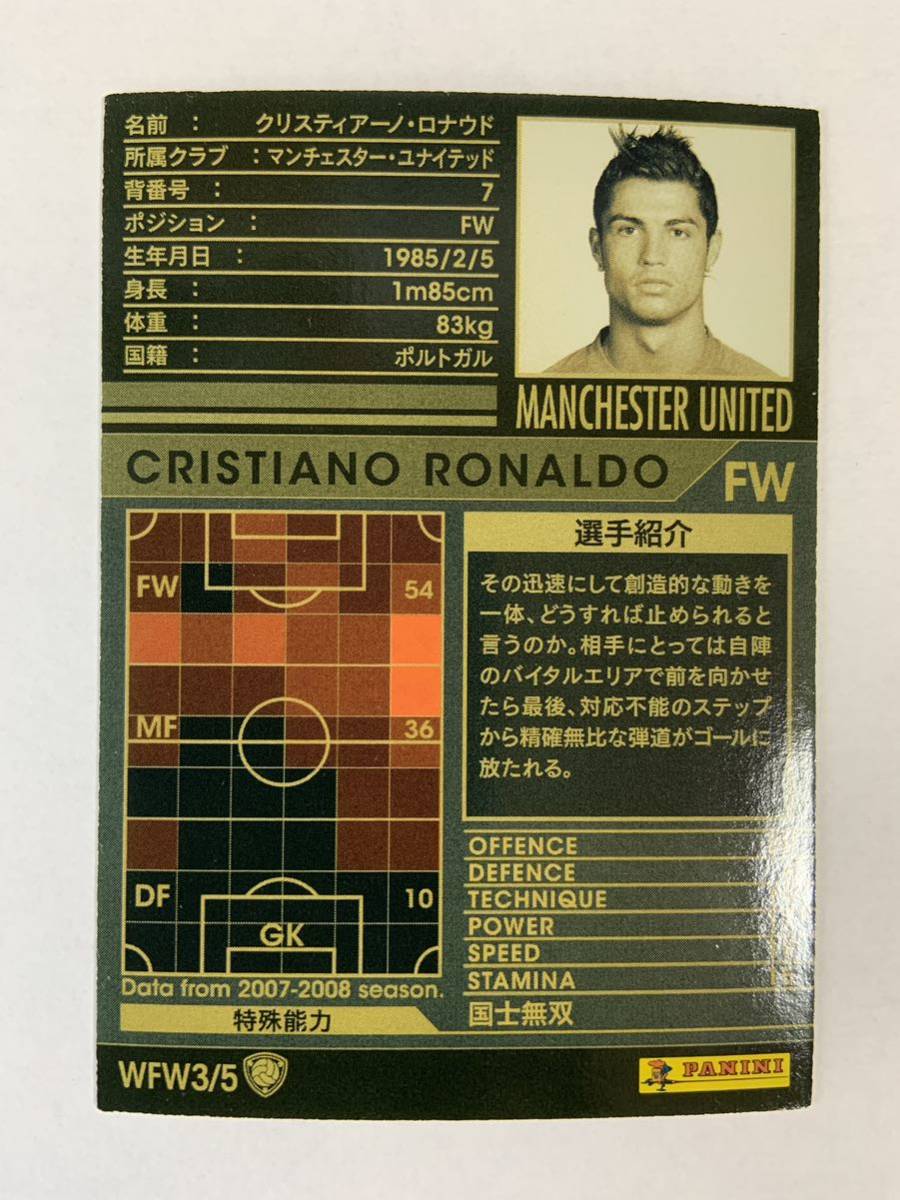 名前 : クリスティアーノ・ロナウド
所属クラブ : マンチェスター・ユナイテッド
背番号 : 7
ポジション : FW
生年月日 : 1985/2/5
身長 : 1m85cm
体重 : 83kg
国籍 : ポルトガル
MANCHESTER UNITED
CRISTIANO RONALDO
FW
FW 54
MF 36
DF 10
GK
Data from 2007-2008 season.
選手紹介
その迅速にして創造的な動きを
一体、どうすれば止められると
言うのか。相手にとっては自陣
のバイタルエリアで前を向かせ
たら最後、対応不能のステップ
から精確無比な弾道がゴールに
放たれる。
OFFENCE
DEFENCE
TECHNIQUE
POWER
SPEED
STAMINA
特殊能力
国士無双
WFW3/5
PANINI